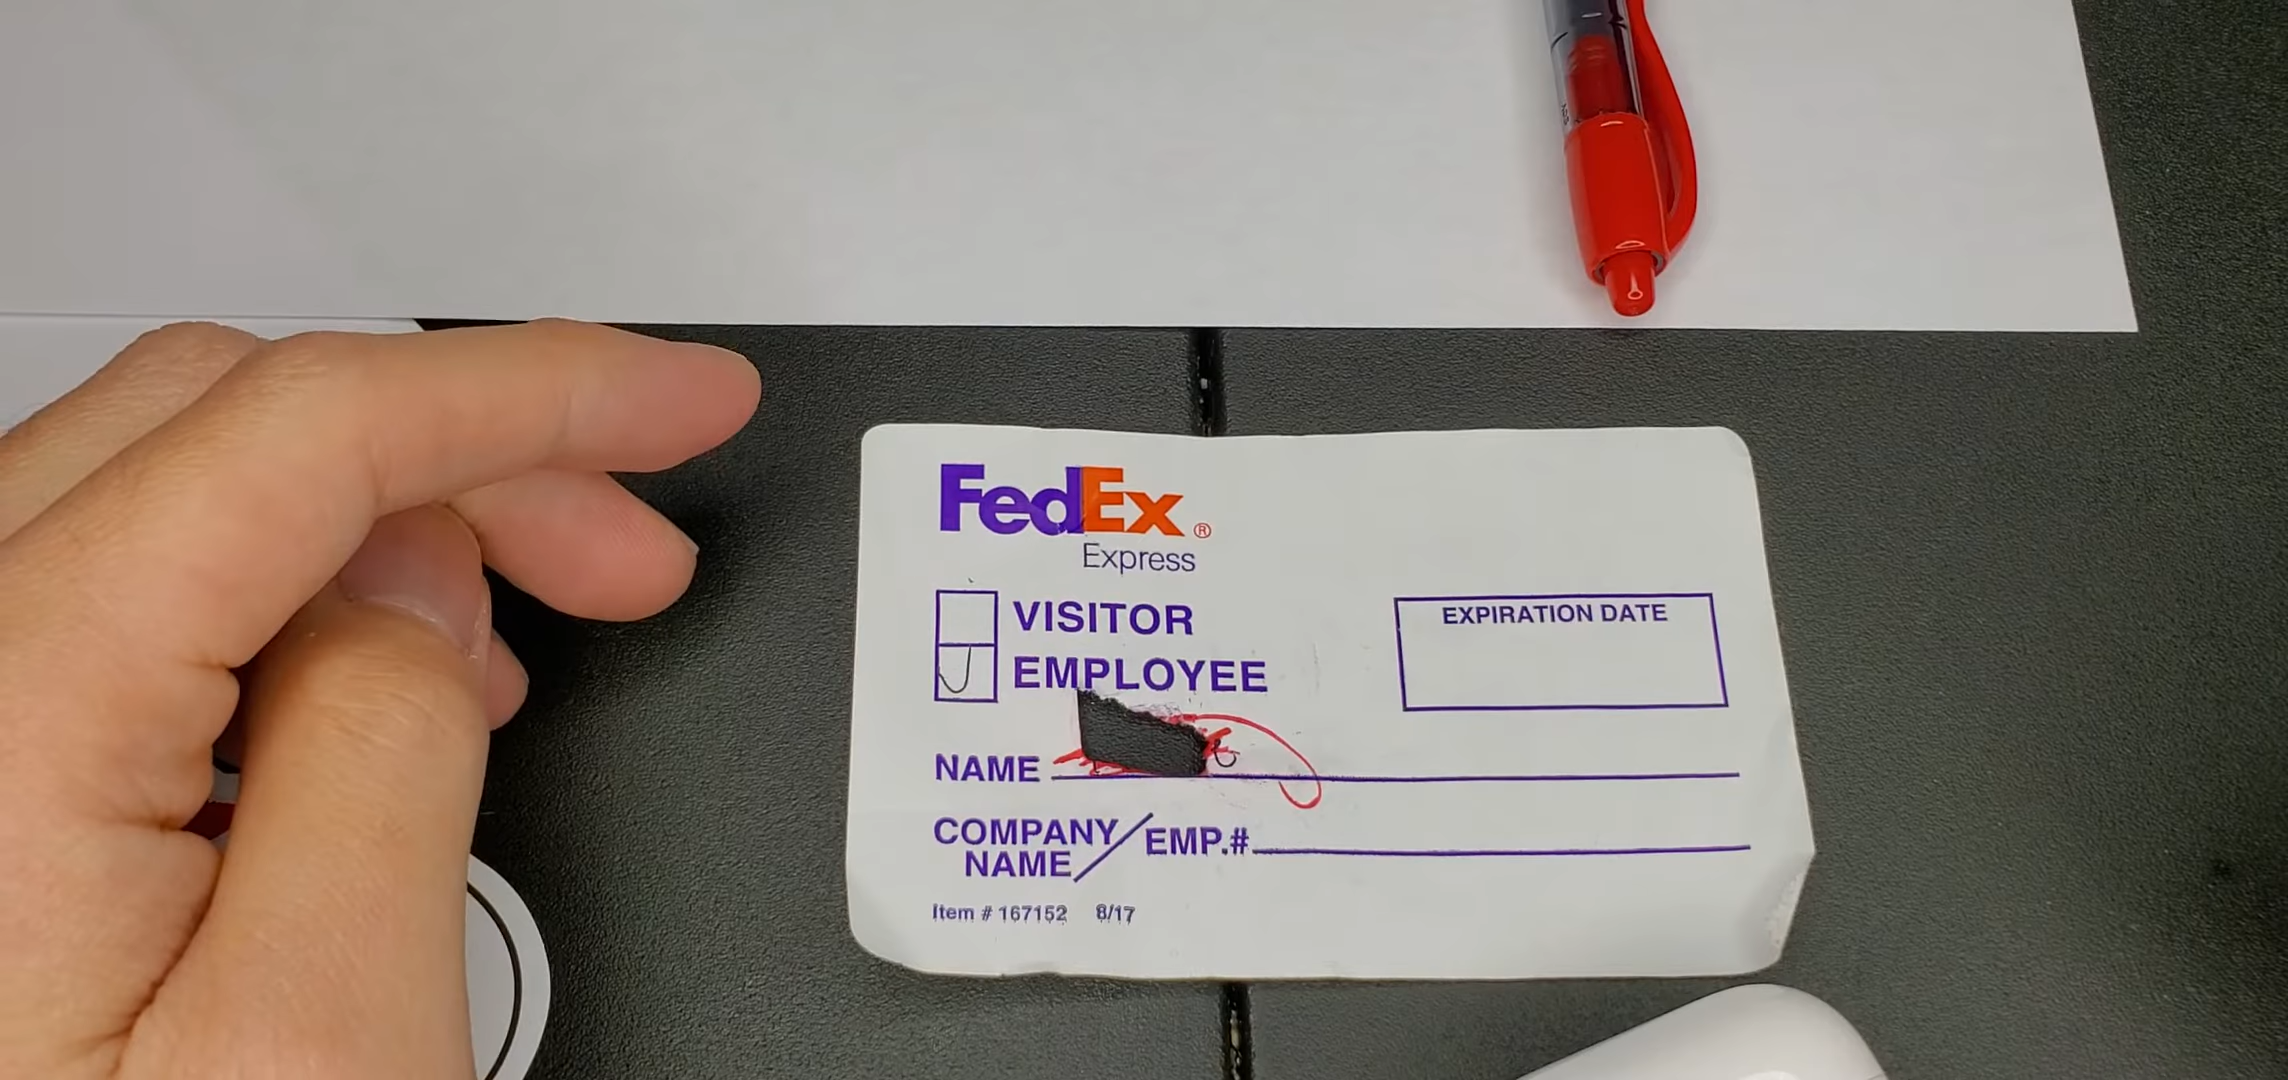 FedEx®
Express
VISITOR
EMPLOYEE
EXPIRATION DATE
NAME
COMPANY NAME / EMP.#
Item # 167152 8/17